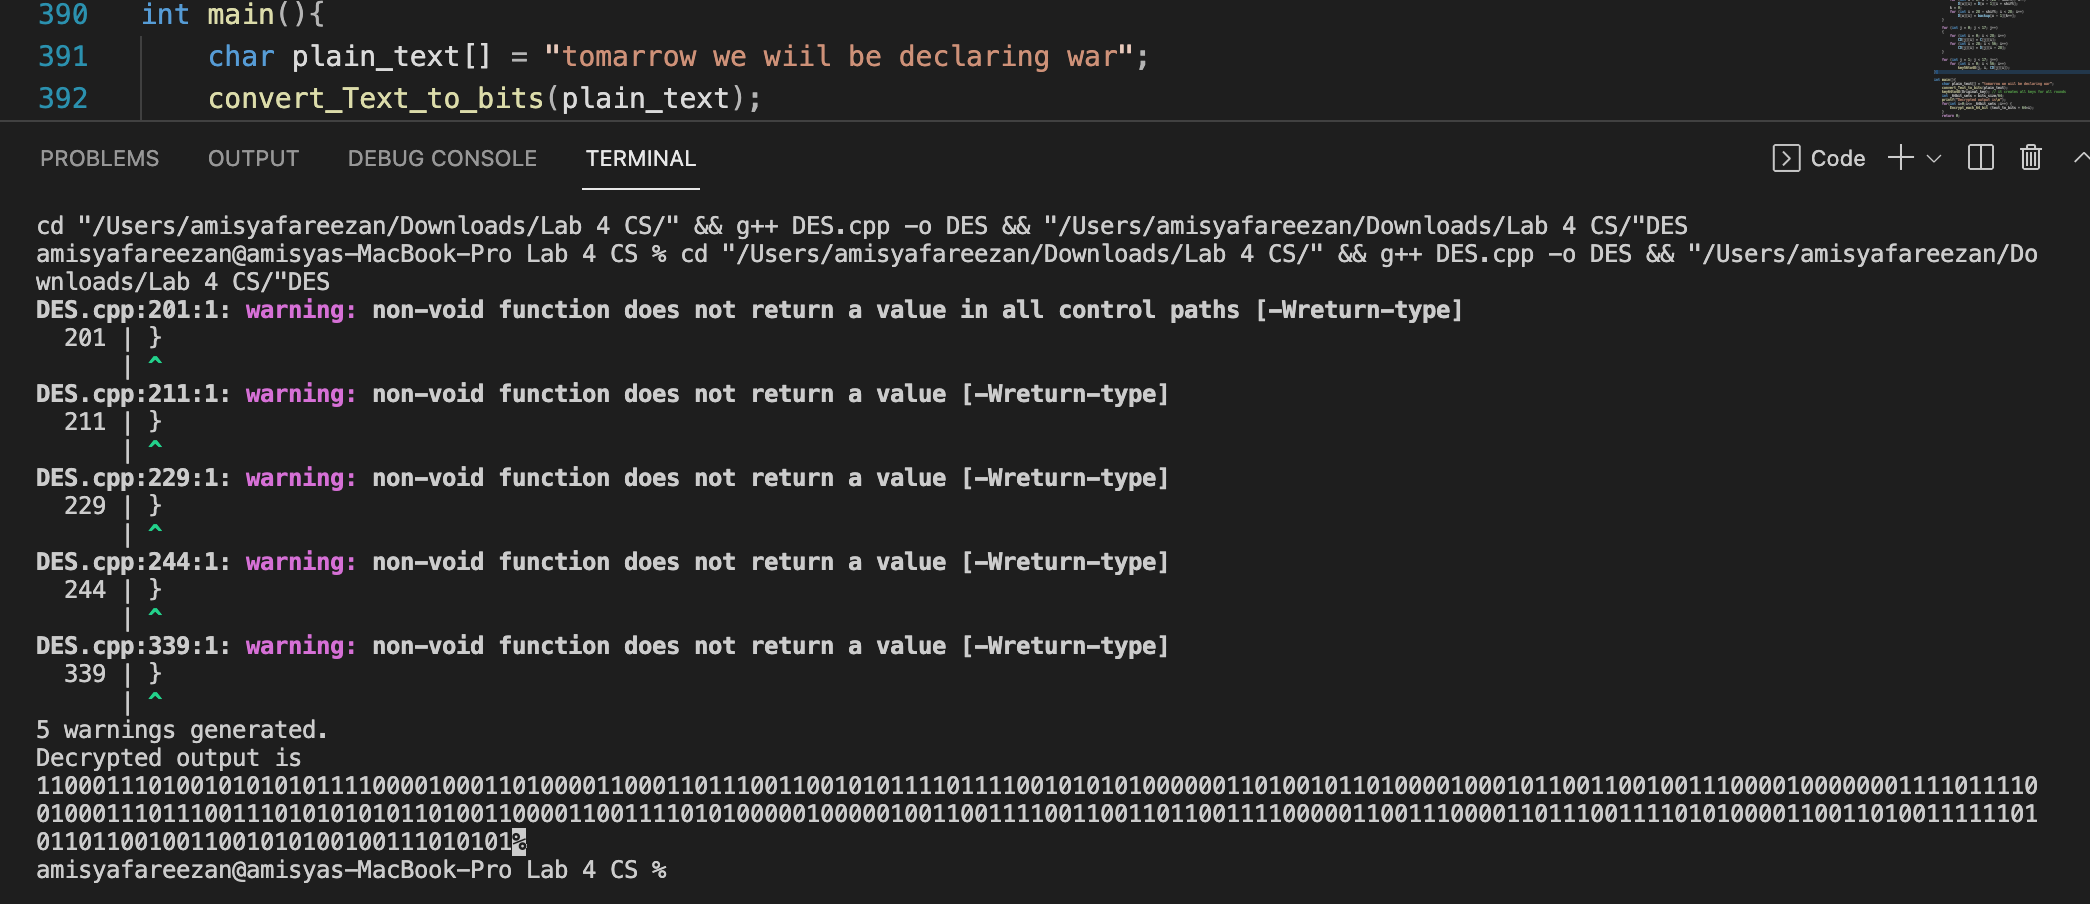 390 int main(){
391 char plain_text[] = "tomarrow we wiil be declaring war";
392 convert_Text_to_bits(plain_text);
PROBLEMS OUTPUT DEBUG CONSOLE TERMINAL Code
cd "/Users/amisyafareezan/Downloads/Lab 4 CS/" && g++ DES.cpp -o DES && "/Users/amisyafareezan/Downloads/Lab 4 CS/"DES
amisyafareezan@amisyas-MacBook-Pro Lab 4 CS % cd "/Users/amisyafareezan/Downloads/Lab 4 CS/" && g++ DES.cpp -o DES && "/Users/amisyafareezan/Do
wnloads/Lab 4 CS/"DES
DES.cpp:201:1: warning: non-void function does not return a value in all control paths [-Wreturn-type]
201 | }
| ^
DES.cpp:211:1: warning: non-void function does not return a value [-Wreturn-type]
211 | }
| ^
DES.cpp:229:1: warning: non-void function does not return a value [-Wreturn-type]
229 | }
| ^
DES.cpp:244:1: warning: non-void function does not return a value [-Wreturn-type]
244 | }
| ^
DES.cpp:339:1: warning: non-void function does not return a value [-Wreturn-type]
339 | }
| ^
5 warnings generated.
Decrypted output is
1100011101001010101011110000100011010000110001101110011001010111101111001010101000000110100101101000010001011001100100111000010000000011110111​10
0100011101110011101010101011010011000011001111010100000100000100110011110011001101100111100000110011100001101110011110101000011001101001111110​1
0110110010011001010100100111010101%
amisyafareezan@amisyas-MacBook-Pro Lab 4 CS %